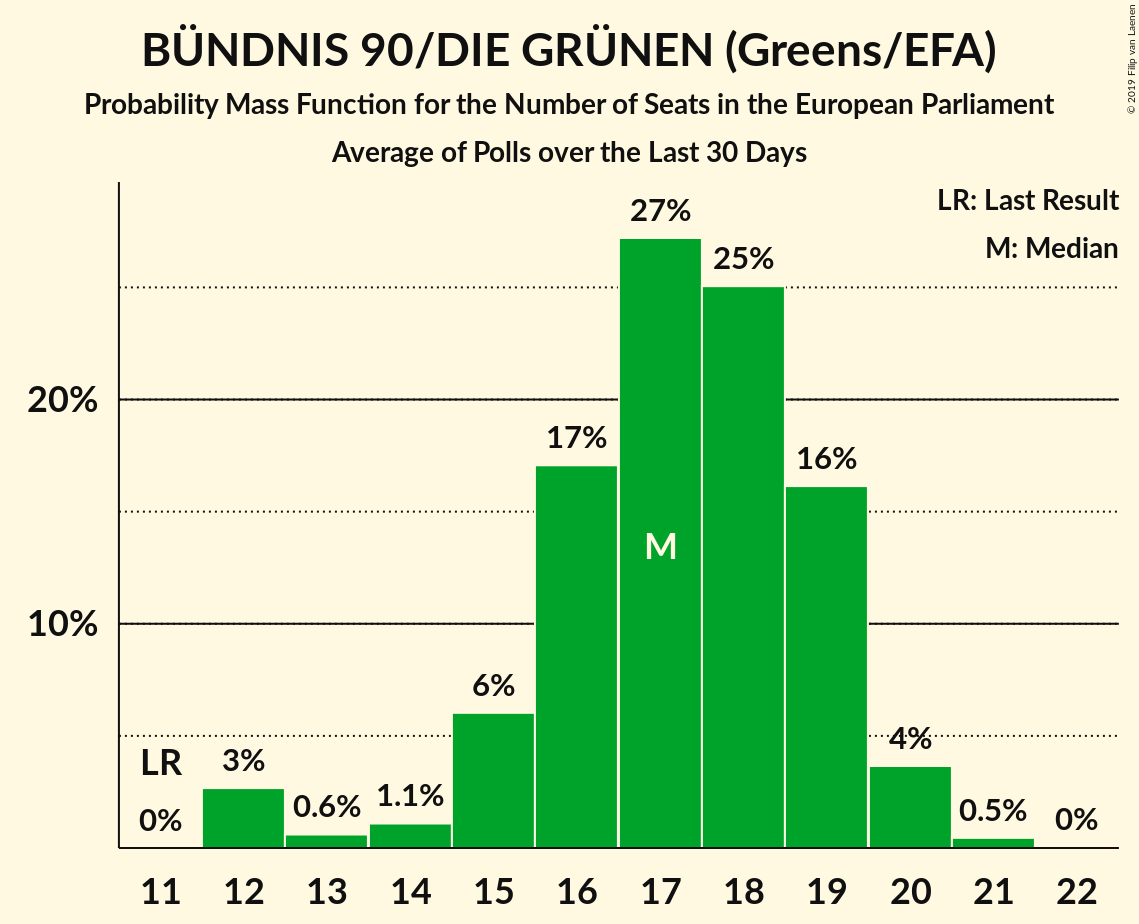 BÜNDNIS 90/DIE GRÜNEN (Greens/EFA)
Probability Mass Function for the Number of Seats in the European Parliament
Average of Polls over the Last 30 Days
© 2019 Filip van Laenen
LR: Last Result
M: Median
20%
10%
LR
0%
3%
0.6%
1.1%
6%
17%
27%
M
25%
16%
4%
0.5%
0%
11 12 13 14 15 16 17 18 19 20 21 22